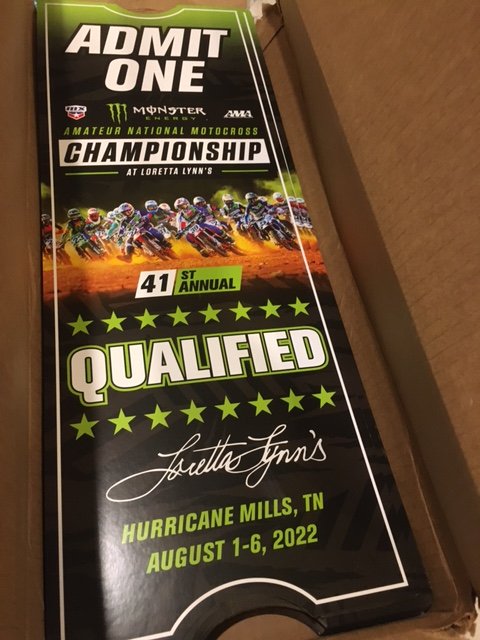 ADMIT
ONE
MX
MONSTER
ENERGY
AMA
AMATEUR NATIONAL MOTOCROSS
CHAMPIONSHIP
AT LORETTA LYNN'S
41 ST
ANNUAL
QUALIFIED
Loretta Lynn's
HURRICANE MILLS, TN
AUGUST 1-6, 2022